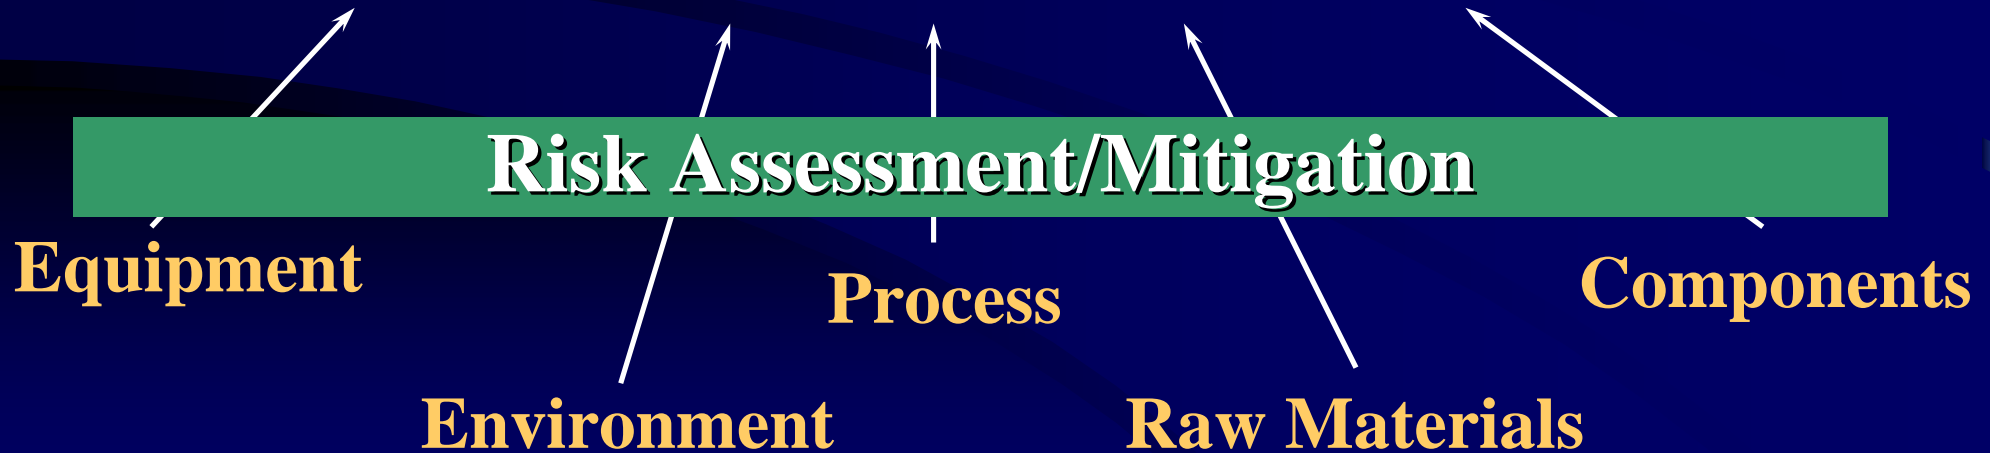 Risk Assessment/Mitigation
Equipment
Process
Components
Environment
Raw Materials